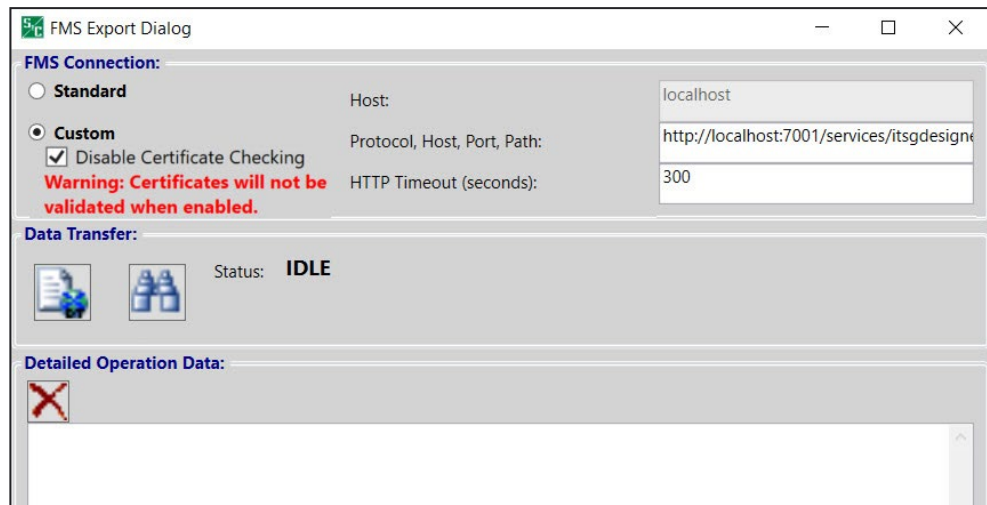 S/C FMS Export Dialog
FMS Connection:
Standard
Host:
localhost
Custom
Protocol, Host, Port, Path:
http://localhost:7001/services/itsgdesigne
Disable Certificate Checking
Warning: Certificates will not be
validated when enabled.
HTTP Timeout (seconds):
300
Data Transfer:
Status: IDLE
Detailed Operation Data: